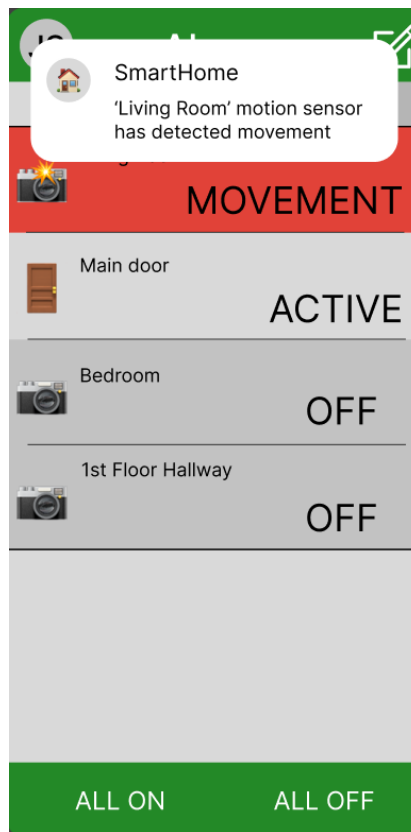 SmartHome
‘Living Room’ motion sensor
has detected movement
MOVEMENT
Main door
ACTIVE
Bedroom
OFF
1st Floor Hallway
OFF
ALL ON
ALL OFF